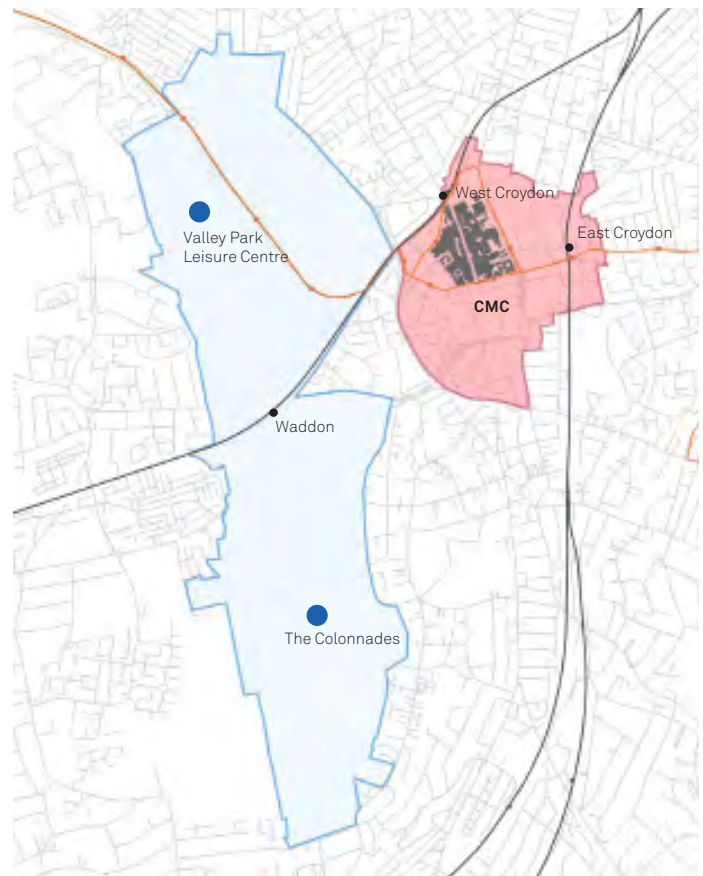 West Croydon
East Croydon
Valley Park
Leisure Centre
CMC
Waddon
The Colonnades